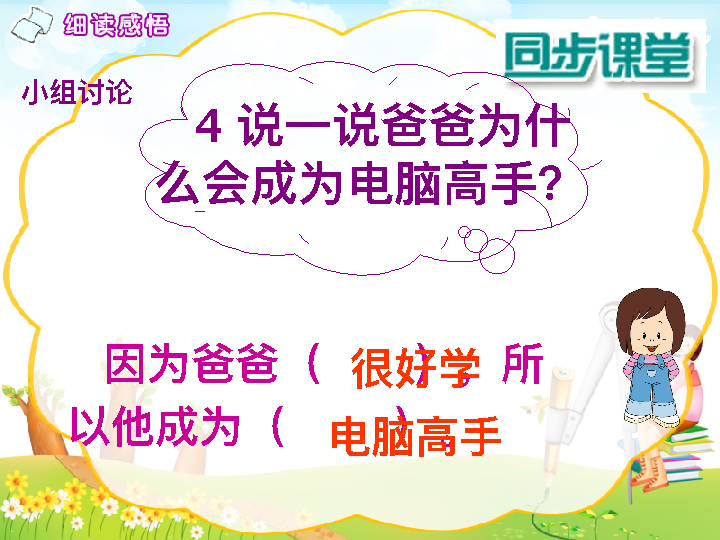 细读感悟
同步课堂
小组讨论
4 说一说爸爸为什
么会成为电脑高手?
因为爸爸（ 很好学 ），所
以他成为（ 电脑高手 ）